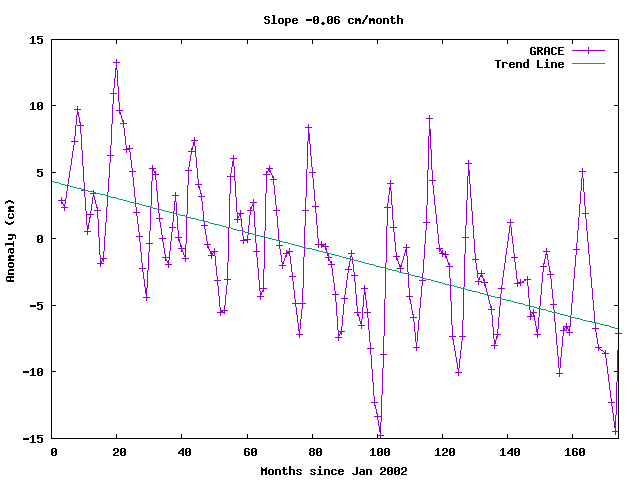 Slope -0.06 cm/month
GRACE
Trend Line
15
10
5
0
-5
-10
-15
Anomaly (cm)
0 20 40 60 80 100 120 140 160
Months since Jan 2002